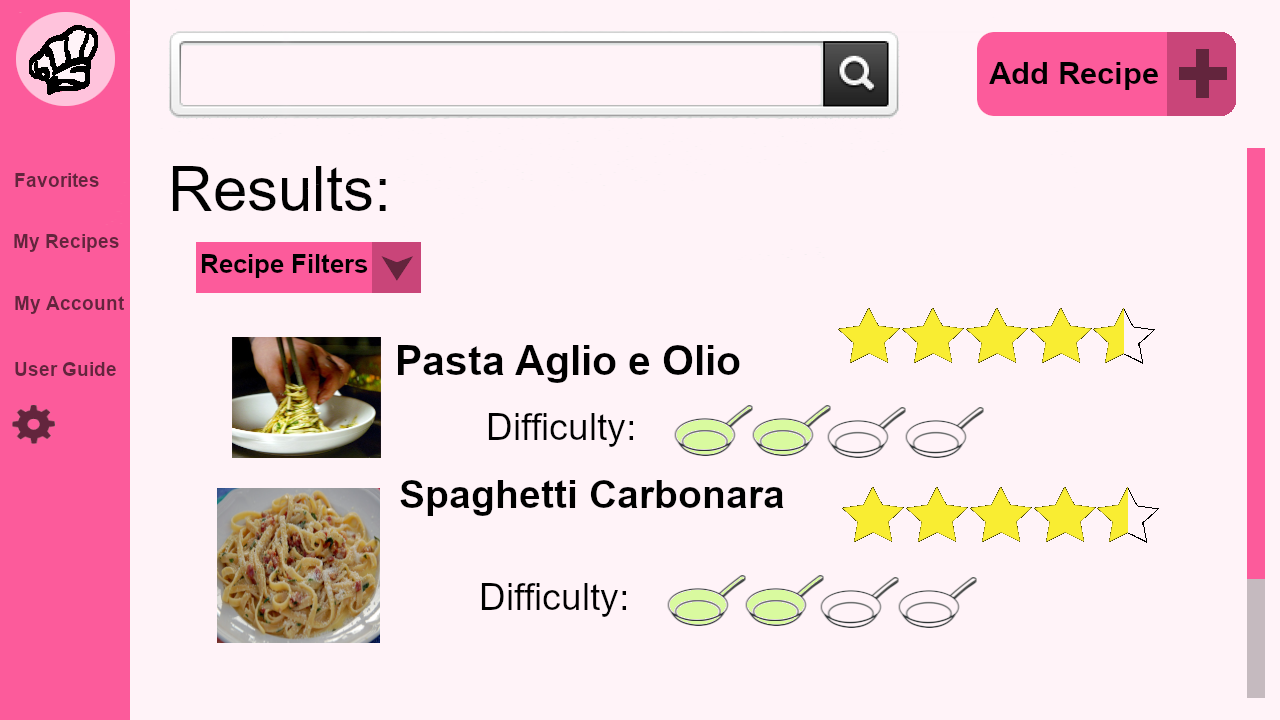 Add Recipe
Favorites
My Recipes
My Account
User Guide
Results:
Recipe Filters
Pasta Aglio e Olio
Difficulty:
Spaghetti Carbonara
Difficulty: